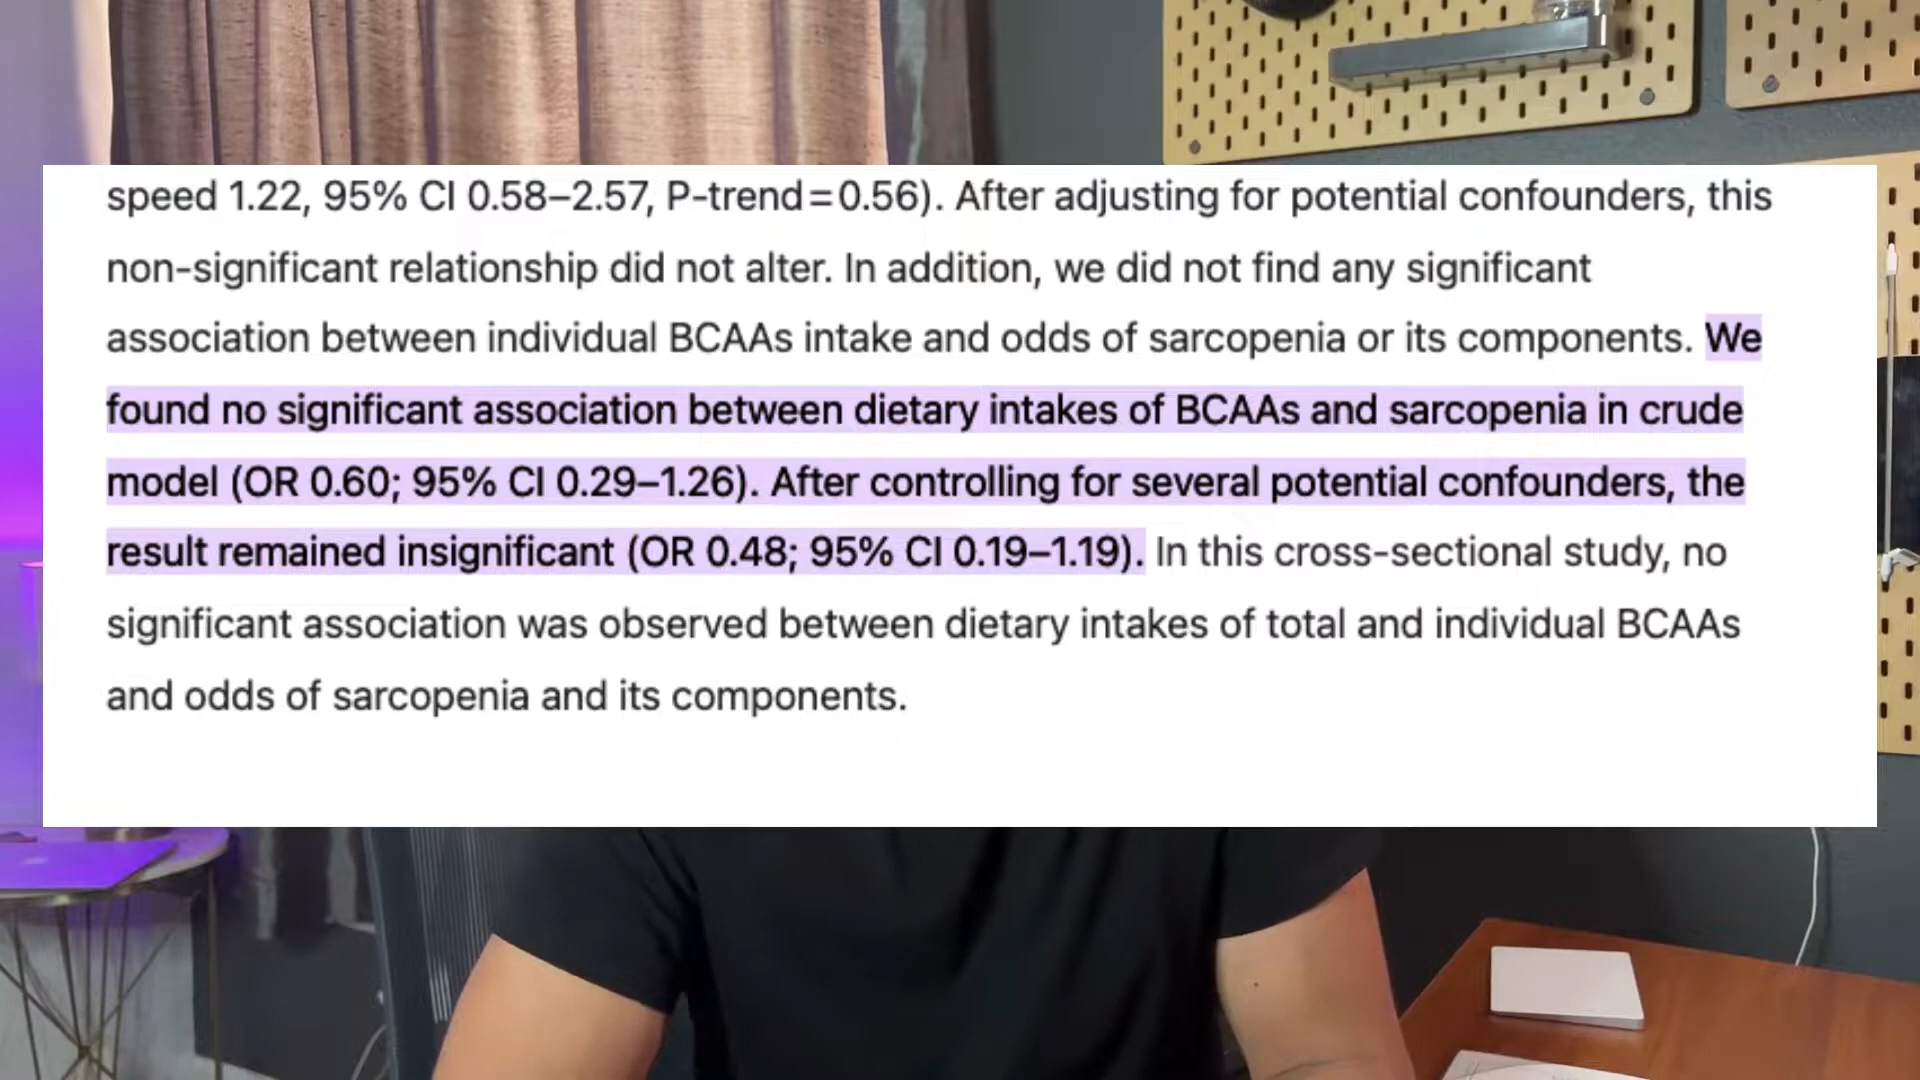 speed 1.22, 95% CI 0.58–2.57, P-trend=0.56). After adjusting for potential confounders, this
non-significant relationship did not alter. In addition, we did not find any significant
association between individual BCAAs intake and odds of sarcopenia or its components. We
found no significant association between dietary intakes of BCAAs and sarcopenia in crude
model (OR 0.60; 95% CI 0.29–1.26). After controlling for several potential confounders, the
result remained insignificant (OR 0.48; 95% CI 0.19–1.19). In this cross-sectional study, no
significant association was observed between dietary intakes of total and individual BCAAs
and odds of sarcopenia and its components.